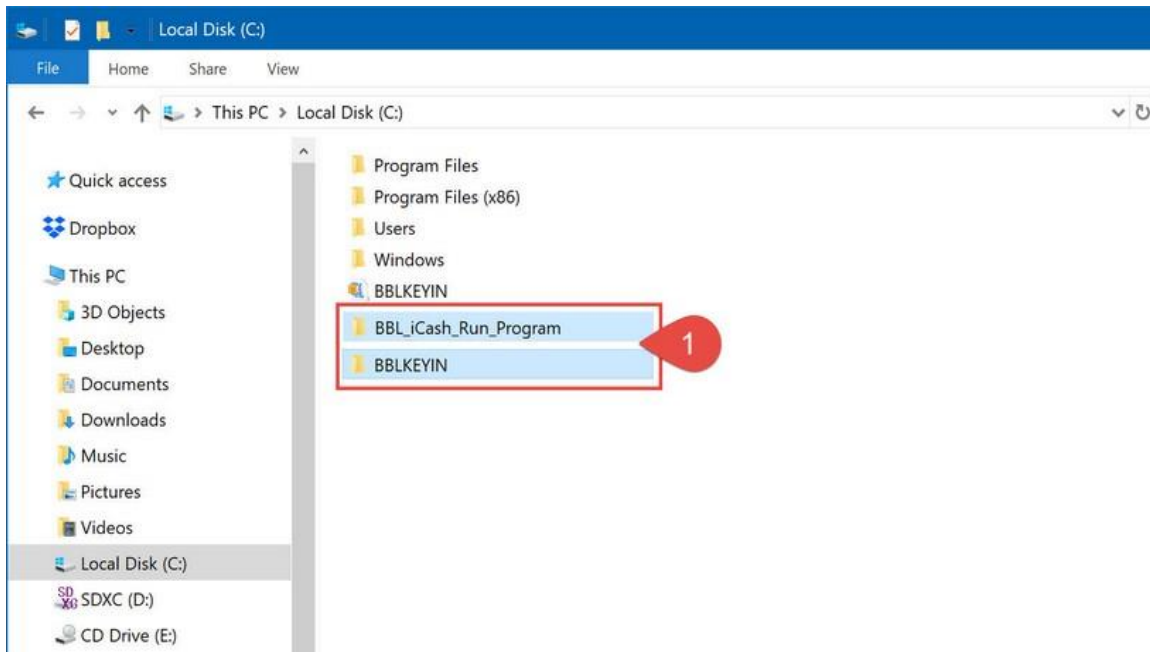 Local Disk (C:)
File Home Share View
This PC > Local Disk (C:)
Quick access
Dropbox
This PC
3D Objects
Desktop
Documents
Downloads
Music
Pictures
Videos
Local Disk (C:)
SDXC (D:)
CD Drive (E:)
Program Files
Program Files (x86)
Users
Windows
BBLKEYIN
BBL_iCash_Run_Program
1
BBLKEYIN